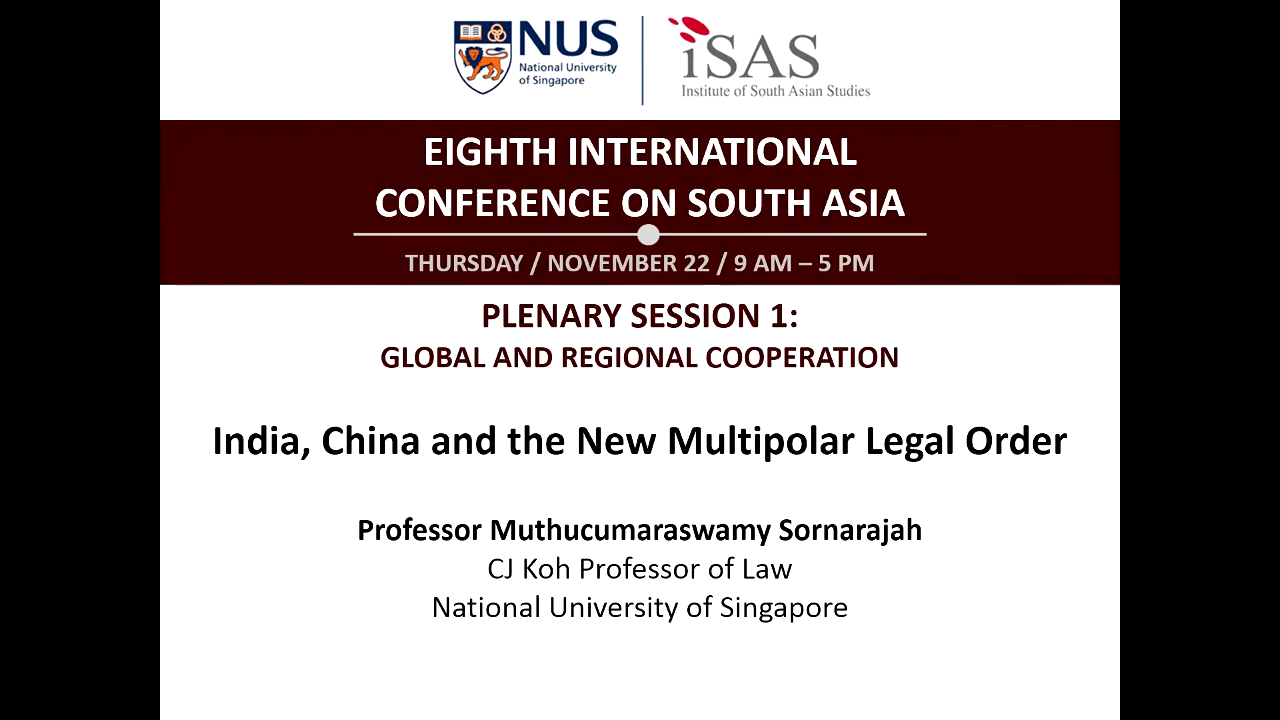 NUS
National University
of Singapore
iSAS
Institute of South Asian Studies
EIGHTH INTERNATIONAL
CONFERENCE ON SOUTH ASIA
THURSDAY / NOVEMBER 22 / 9 AM – 5 PM
PLENARY SESSION 1:
GLOBAL AND REGIONAL COOPERATION
India, China and the New Multipolar Legal Order
Professor Muthucumaraswamy Sornarajah
CJ Koh Professor of Law
National University of Singapore